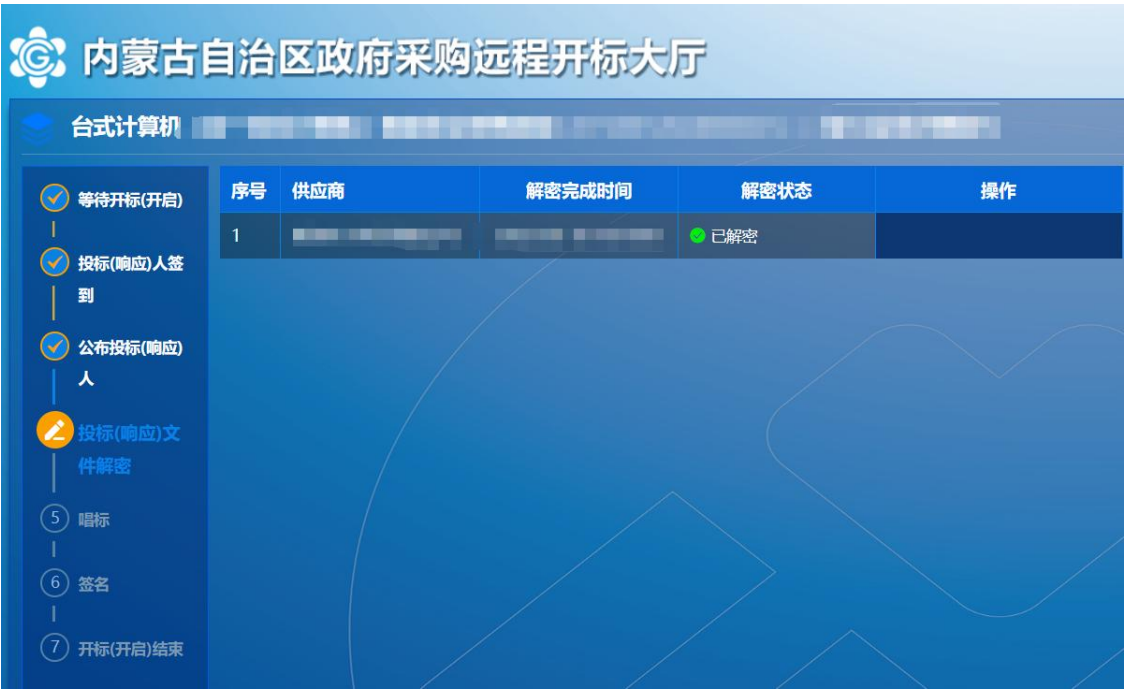 内蒙古自治区政府采购远程开标大厅
台式计算机
等待开标(开启)
投标(响应)人签
到
公布投标(响应)
人
投标(响应)文
件解密
5 唱标
6 签名
7 开标(开启)结束
序号 供应商 解密完成时间 解密状态 操作
1 已解密